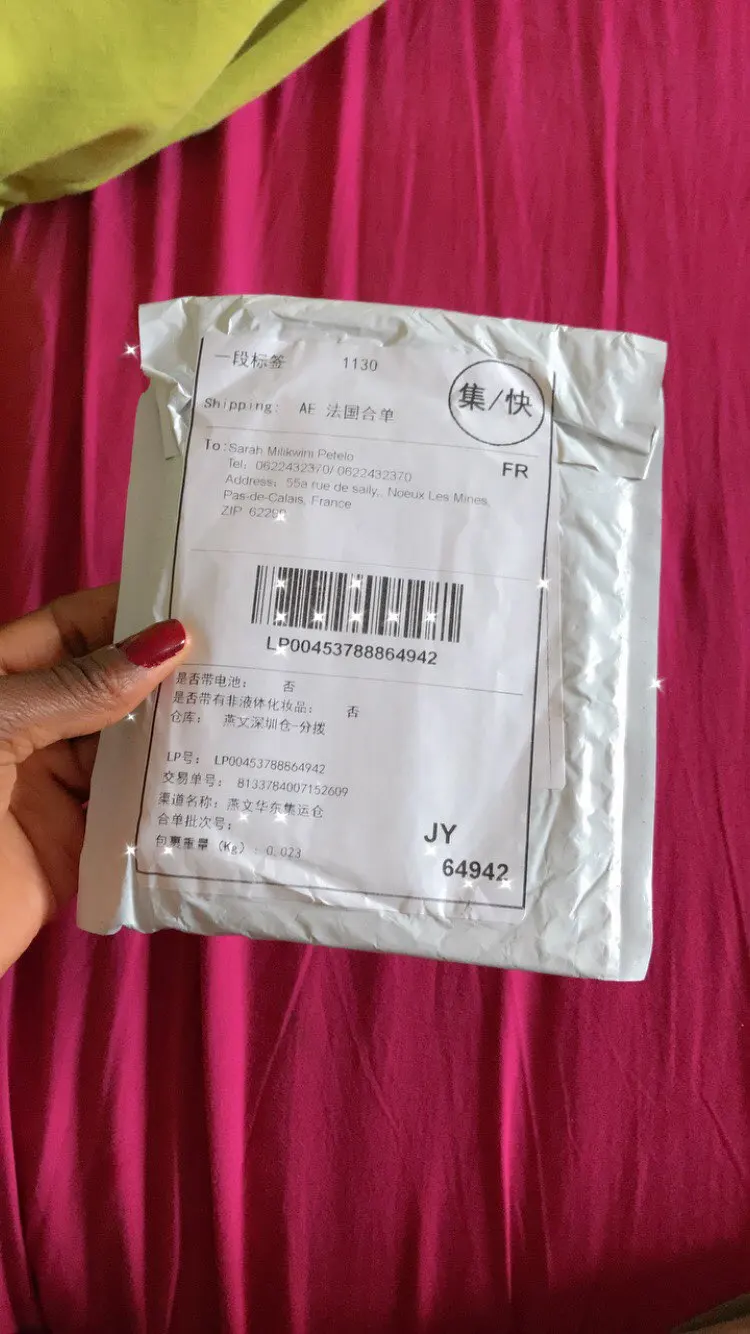 一段标签 1130
集/快
Shipping: AE 法国合单
To: Sarah Milikwini Petelo
FR
Tel: 0622432370/ 0622432370
Address: 55a rue de saily,. Noeux Les Mines,
Pas-de-Calais, France
ZIP
LP00453788864942
是否带电池: 否
是否带有非液体化妆品: 否
仓库: 燕文深圳仓-分拨
LP号: LP00453788864942
交易单号: 8133784007152609
渠道名称: 燕文华东集运仓
合单批次号:
包裹重量 (Kg) : 0.023
JY
64942